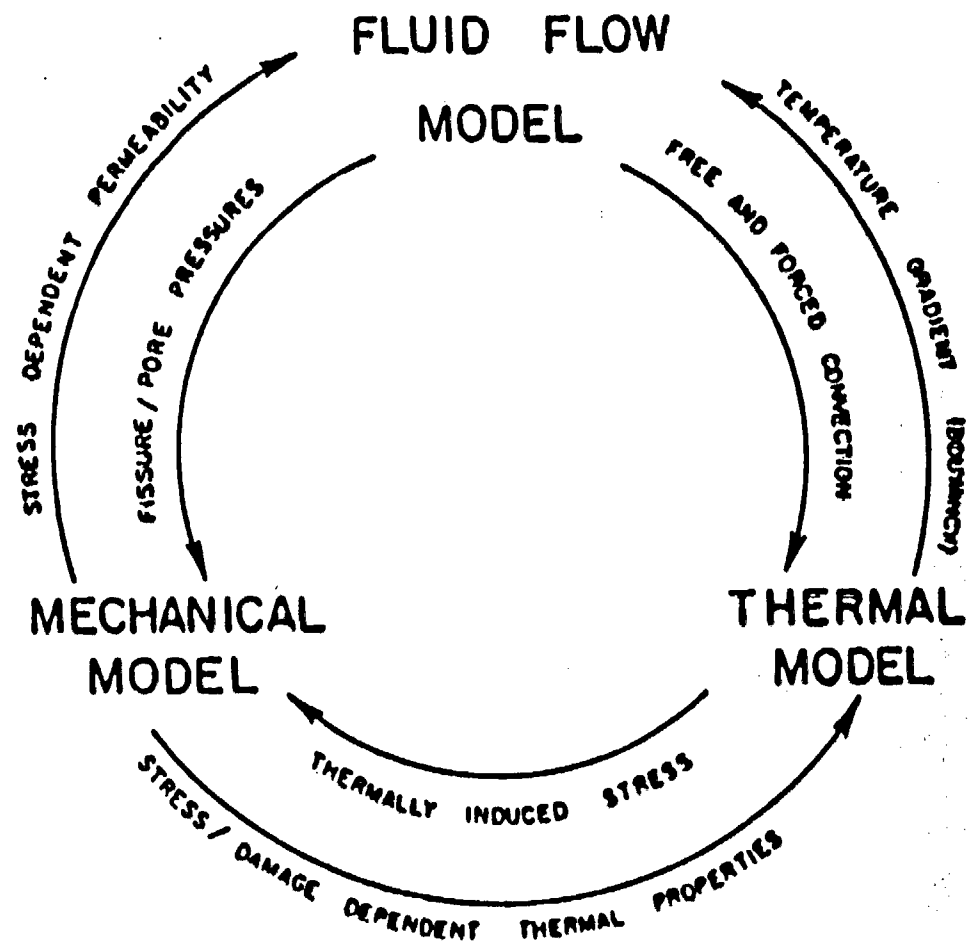 FLUID FLOW
MODEL
STRESS DEPENDENT PERMEABILITY
FISSURE/PORE PRESSURES
FREE AND FORCED CONVECTION
TEMPERATURE GRADIENT (BOUYANCY)
MECHANICAL
MODEL
THERMAL
MODEL
THERMALLY INDUCED STRESS
STRESS/DAMAGE DEPENDENT THERMAL PROPERTIES